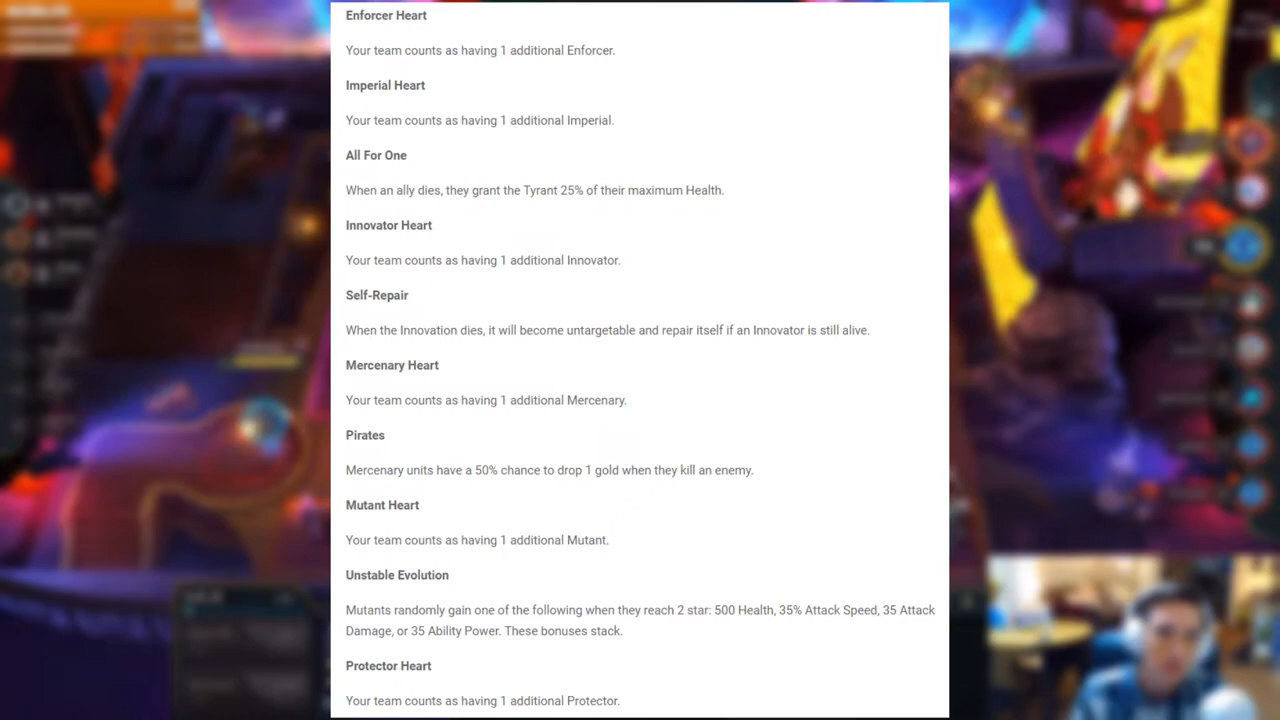 Enforcer Heart
Your team counts as having 1 additional Enforcer.
Imperial Heart
Your team counts as having 1 additional Imperial.
All For One
When an ally dies, they grant the Tyrant 25% of their maximum Health.
Innovator Heart
Your team counts as having 1 additional Innovator.
Self-Repair
When the Innovation dies, it will become untargetable and repair itself if an Innovator is still alive.
Mercenary Heart
Your team counts as having 1 additional Mercenary.
Pirates
Mercenary units have a 50% chance to drop 1 gold when they kill an enemy.
Mutant Heart
Your team counts as having 1 additional Mutant.
Unstable Evolution
Mutants randomly gain one of the following when they reach 2 star: 500 Health, 35% Attack Speed, 35 Attack
Damage, or 35 Ability Power. These bonuses stack.
Protector Heart
Your team counts as having 1 additional Protector.